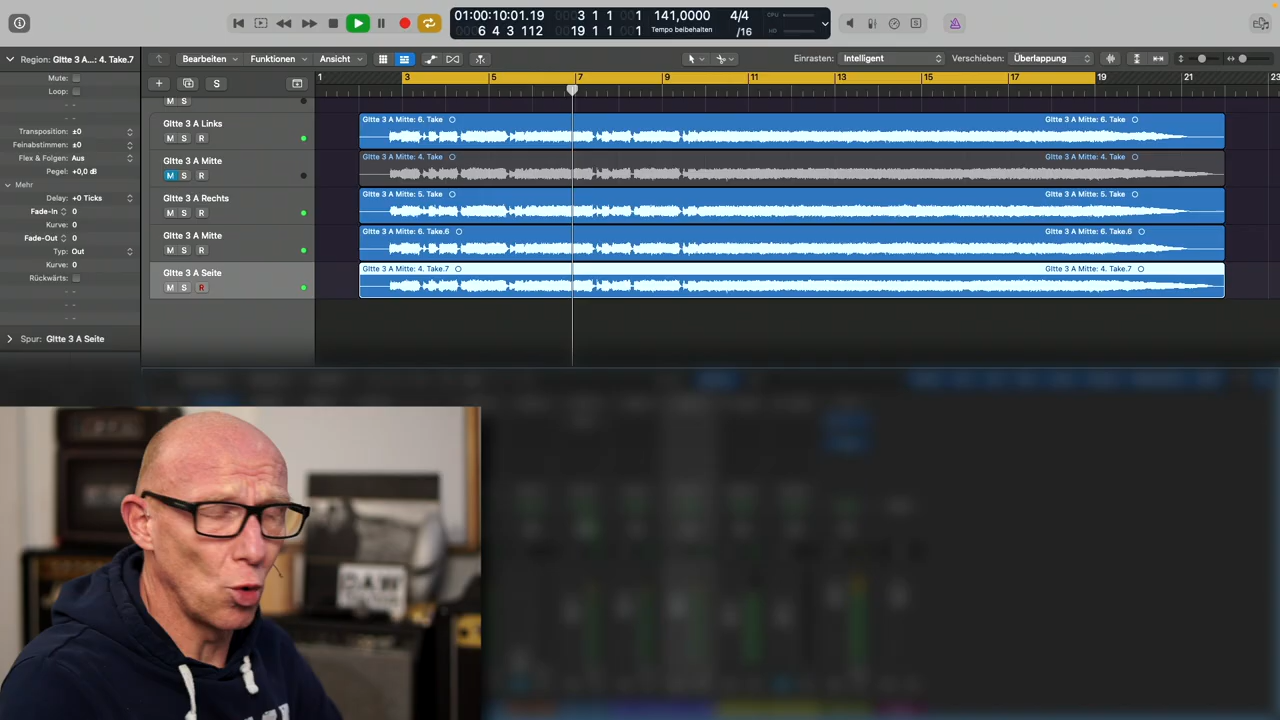 01:00:10:01.19
6 4 3 112
3 1 1 1
19 1 1 1
141,0000
Tempo beibehalten
4/4
/16
CPU
HD
Region: GItte 3 A...: 4. Take.7
Bearbeiten
Funktionen
Ansicht
Einrasten: Intelligent
Verschieben: Überlappung
Mute:
Loop:
Transposition: ±0
Feinabstimmen: ±0
Flex & Folgen: Aus
Pegel: +0,0 dB
Mehr
Delay: +0 Ticks
Fade-In 0
Kurve: 0
Fade-Out 0
Typ: Out
Kurve: 0
Rückwärts:
Spur: GItte 3 A Seite
S
1 3 5 7 9 11 13 15 17 19 21 23
M S
GItte 3 A Links
M S R
GItte 3 A Mitte: 6. Take
GItte 3 A Mitte: 6. Take
GItte 3 A Mitte
M S R
GItte 3 A Mitte: 4. Take
GItte 3 A Mitte: 4. Take
GItte 3 A Rechts
M S R
GItte 3 A Mitte: 5. Take
GItte 3 A Mitte: 5. Take
GItte 3 A Mitte
M S R
GItte 3 A Mitte: 6. Take.6
GItte 3 A Mitte: 6. Take.6
GItte 3 A Seite
M S R
GItte 3 A Mitte: 4. Take.7
GItte 3 A Mitte: 4. Take.7
DAW